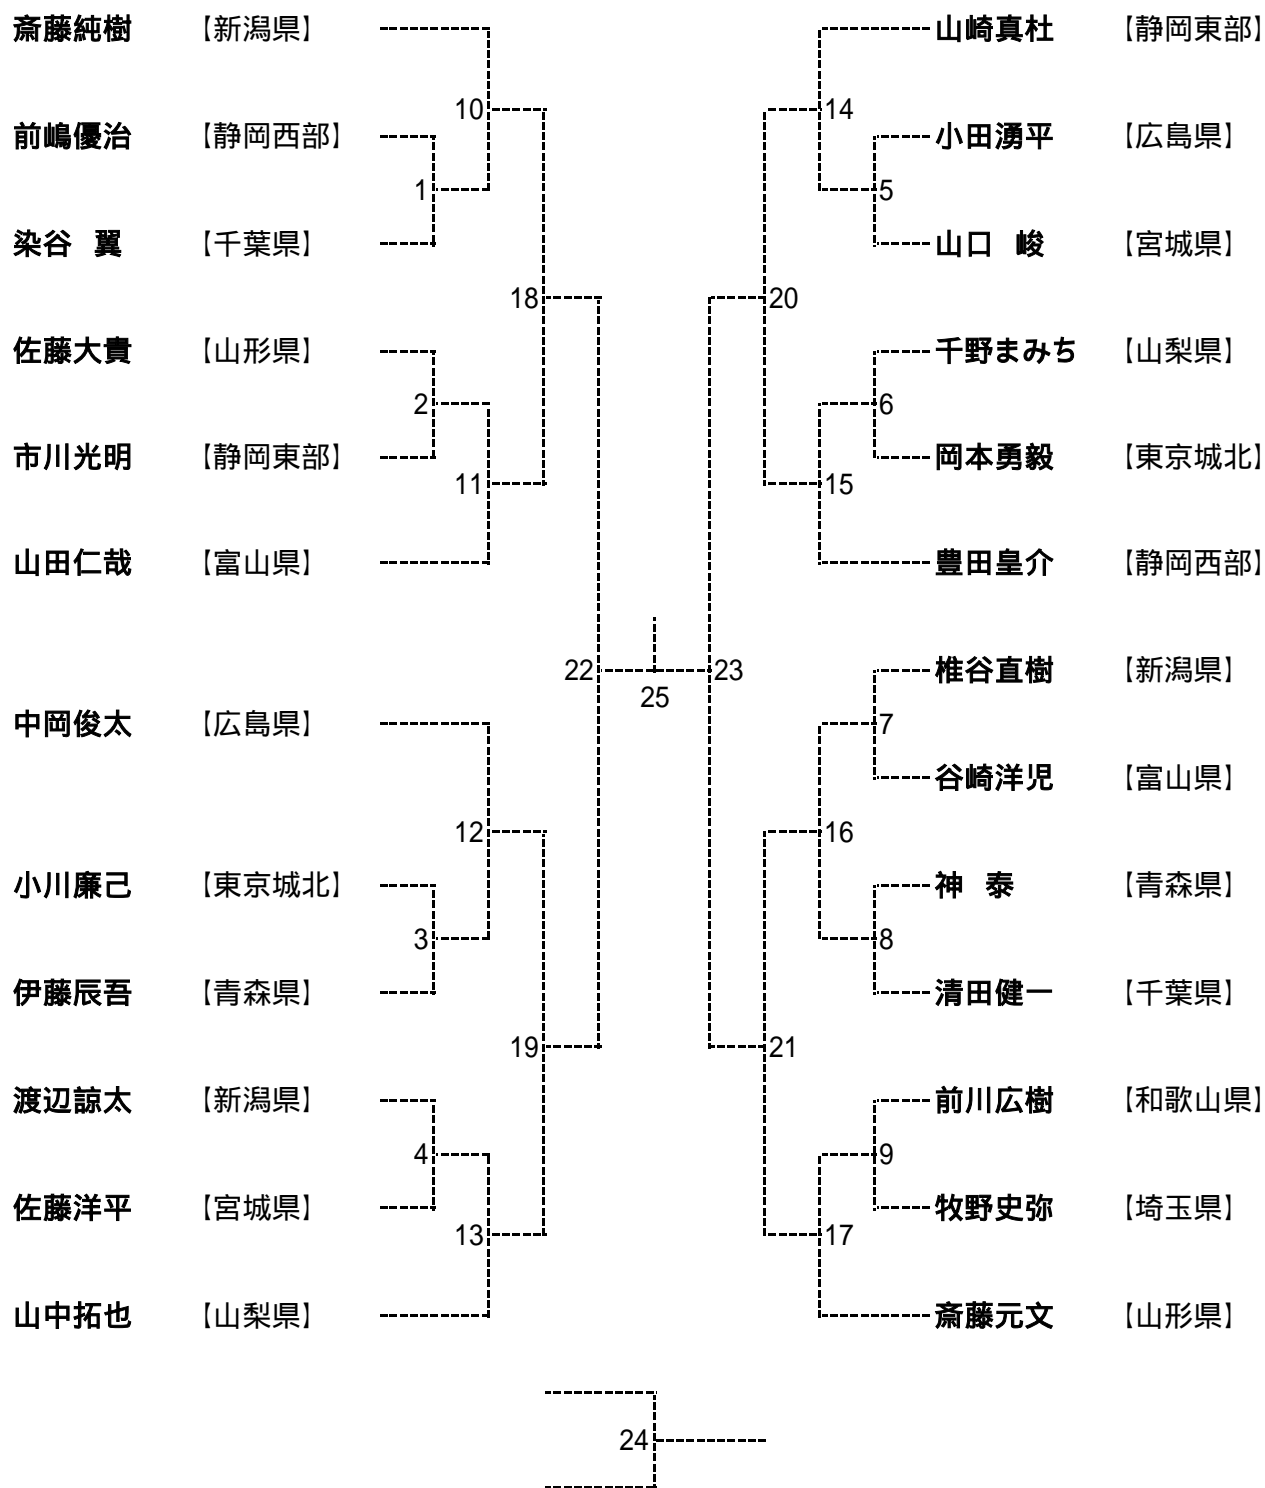 斎藤純樹 【新潟県】 山崎真杜 【静岡東部】
10 14
前嶋優治 【静岡西部】 小田湧平 【広島県】
1 5
染谷 翼 【千葉県】 山口 峻 【宮城県】
18 20
佐藤大貴 【山形県】 千野まみち 【山梨県】
2 6
市川光明 【静岡東部】 岡本勇毅 【東京城北】
11 15
山田仁哉 【富山県】 豊田皇介 【静岡西部】
22 23 椎谷直樹 【新潟県】
25
中岡俊太 【広島県】 7
谷崎洋児 【富山県】
12 16
小川廉己 【東京城北】 神 泰 【青森県】
3 8
伊藤辰吾 【青森県】 清田健一 【千葉県】
19 21
渡辺諒太 【新潟県】 前川広樹 【和歌山県】
4 9
佐藤洋平 【宮城県】 牧野史弥 【埼玉県】
13 17
山中拓也 【山梨県】 斎藤元文 【山形県】
24